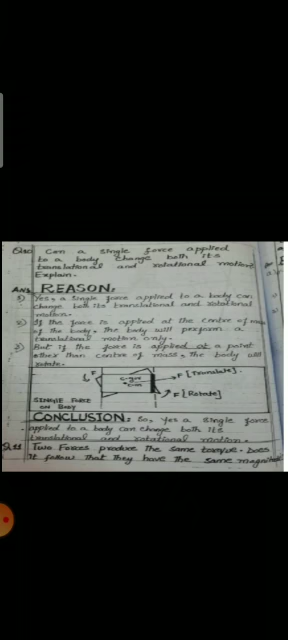 Q10 Can a single force applied
to a body change both its
translational and rotational motion?
Explain.
Ans REASON:
1) Yes, a single force applied to a body can
change both its translational and rotational
motion.
2) If the force is applied at the centre of mass
of the body, the body will perform a
translational motion only.
3) But if the force is applied at a point
other than centre of mass, the body will
rotate.
F
F [Translate]
F [Rotate]
SINGLE FORCE
ON BODY
CONCLUSION: So, yes a single force
applied to a body can change both its
translational and rotational motion.
Q.11 Two Forces produce the same torque. Does
it follow that they have the same magnitude